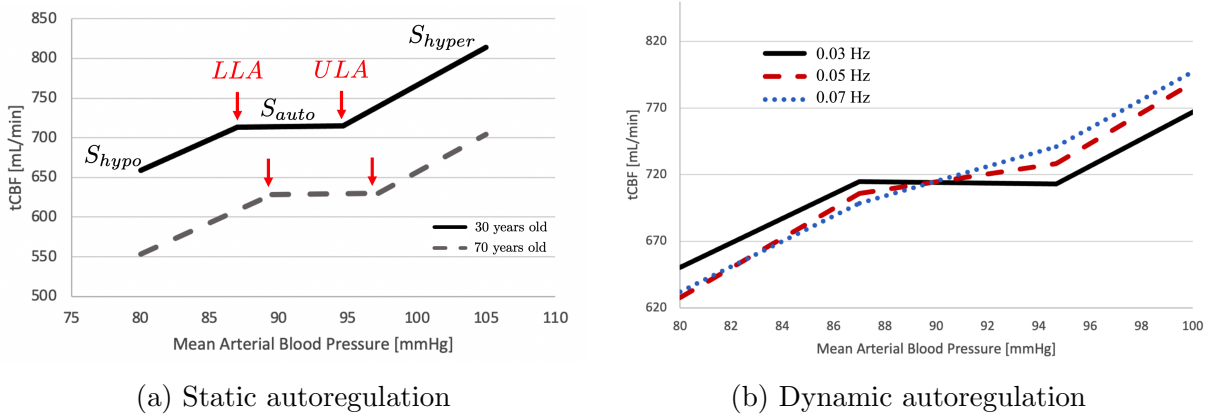 850
800
750
700
650
600
550
500
tCBF [mL/min]
S_hyper
LLA
ULA
S_auto
S_hypo
30 years old
70 years old
75 80 85 90 95 100 105 110
Mean Arterial Blood Pressure [mmHg]
(a) Static autoregulation
820
770
720
670
620
tCBF [mL/min]
0.03 Hz
0.05 Hz
0.07 Hz
80 82 84 86 88 90 92 94 96 98 100
Mean Arterial Blood Pressure [mmHg]
(b) Dynamic autoregulation